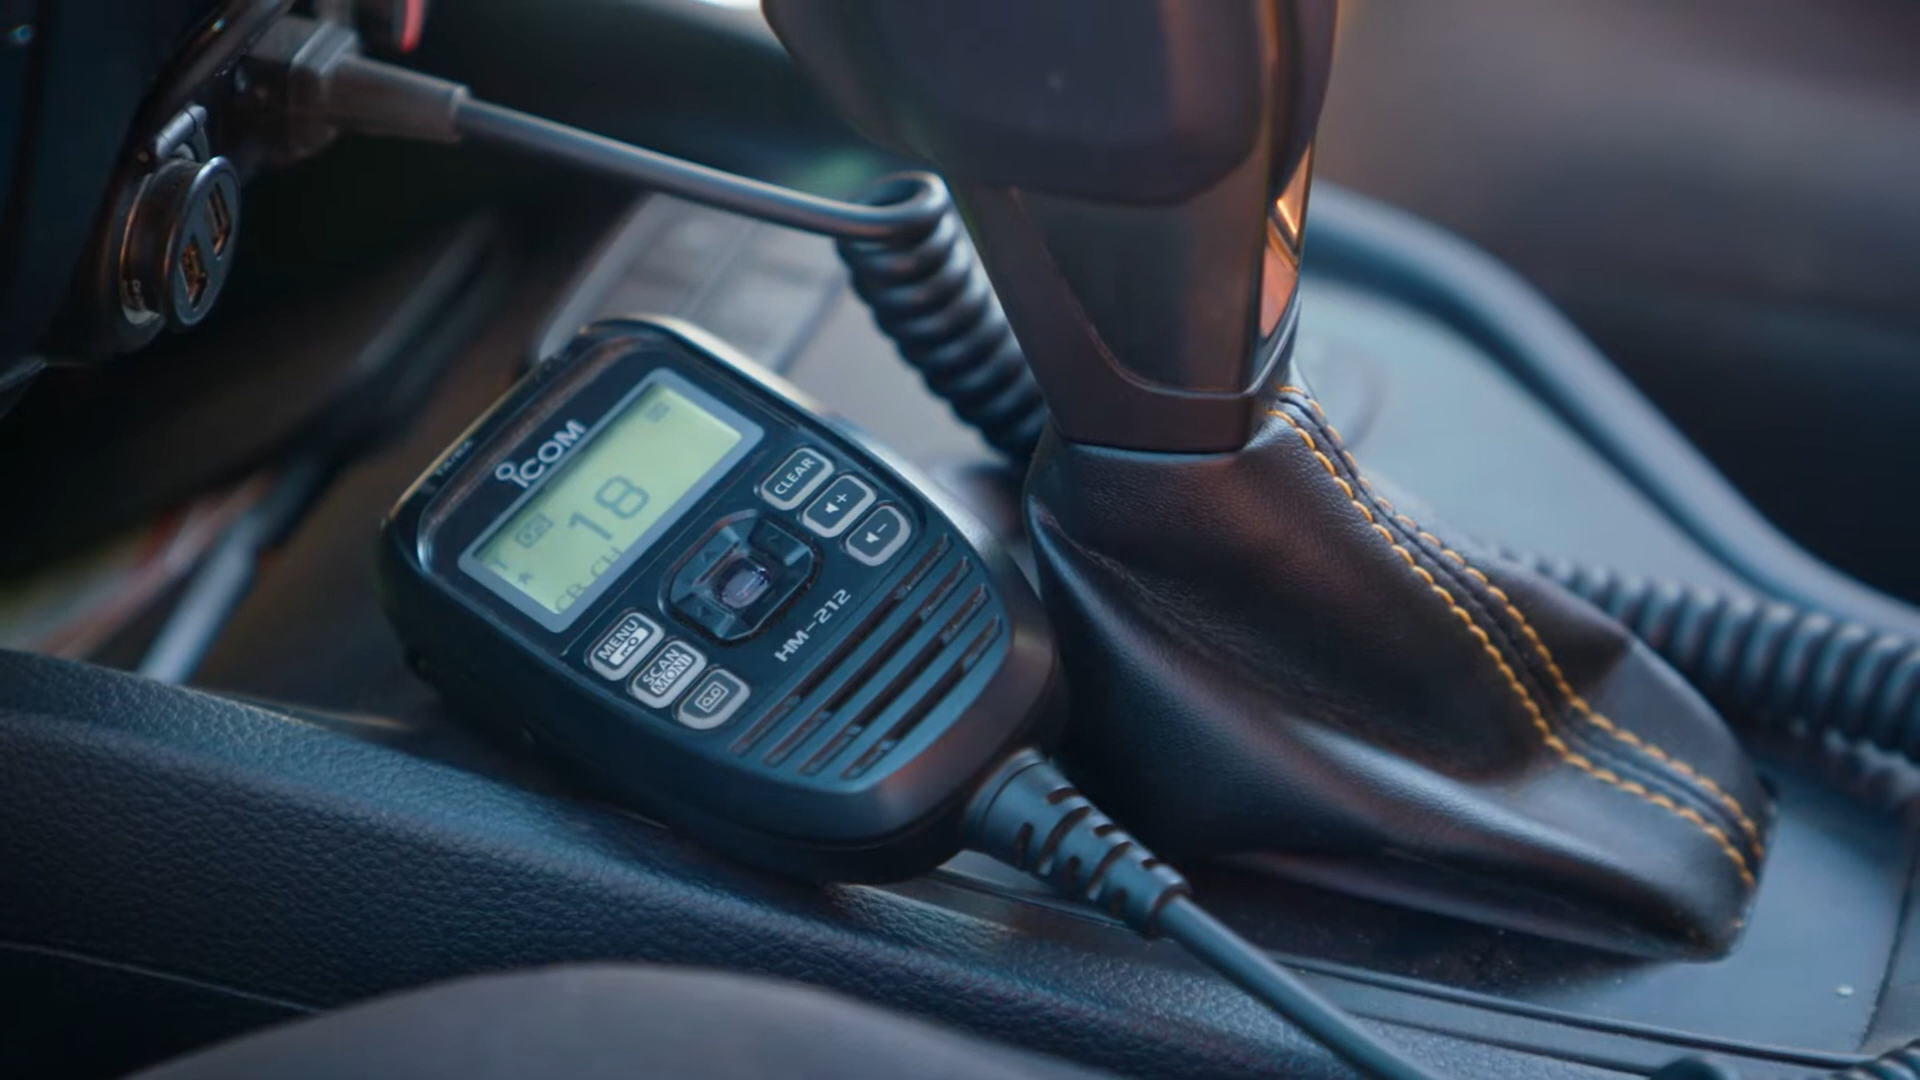 ICOM
18
CB-CH
CLEAR
+
-
MENU
SCAN
MONI
HM-212